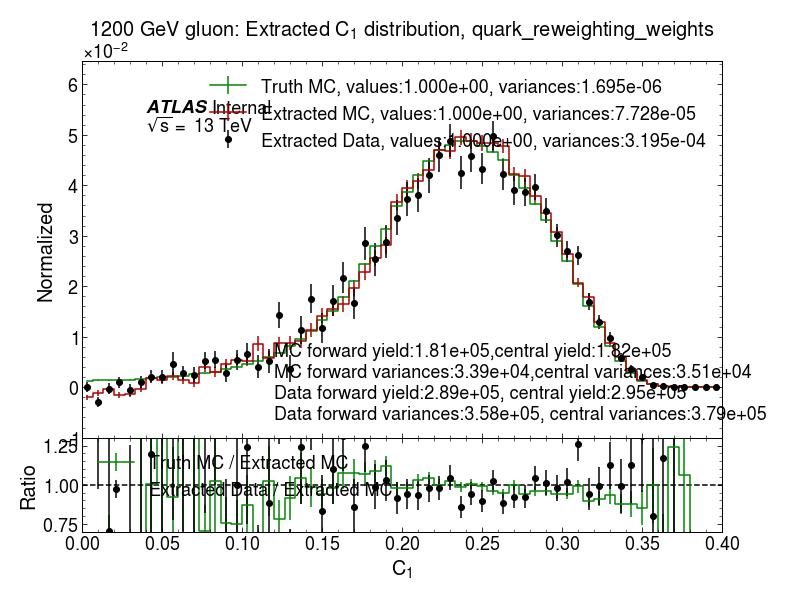 1200 GeV gluon: Extracted C₁ distribution, quark_reweighting_weights
×10⁻²
Truth MC, values:1.000e+00, variances:1.695e-06
ATLAS Internal
Extracted MC, values:1.000e+00, variances:7.728e-05
√s = 13 TeV
Extracted Data, values:1.000e+00, variances:3.195e-04
6
5
4
3
2
1
0
-1
Normalized
MC forward yield:1.81e+05,central yield:1.82e+05
MC forward variances:3.39e+04,central variances:3.51e+04
Data forward yield:2.89e+05, central yield:2.95e+05
Data forward variances:3.58e+05, central variances:3.79e+05
1.25
1.00
0.75
Ratio
Truth MC / Extracted MC
Extracted Data / Extracted MC
0.00 0.05 0.10 0.15 0.20 0.25 0.30 0.35 0.40
C₁